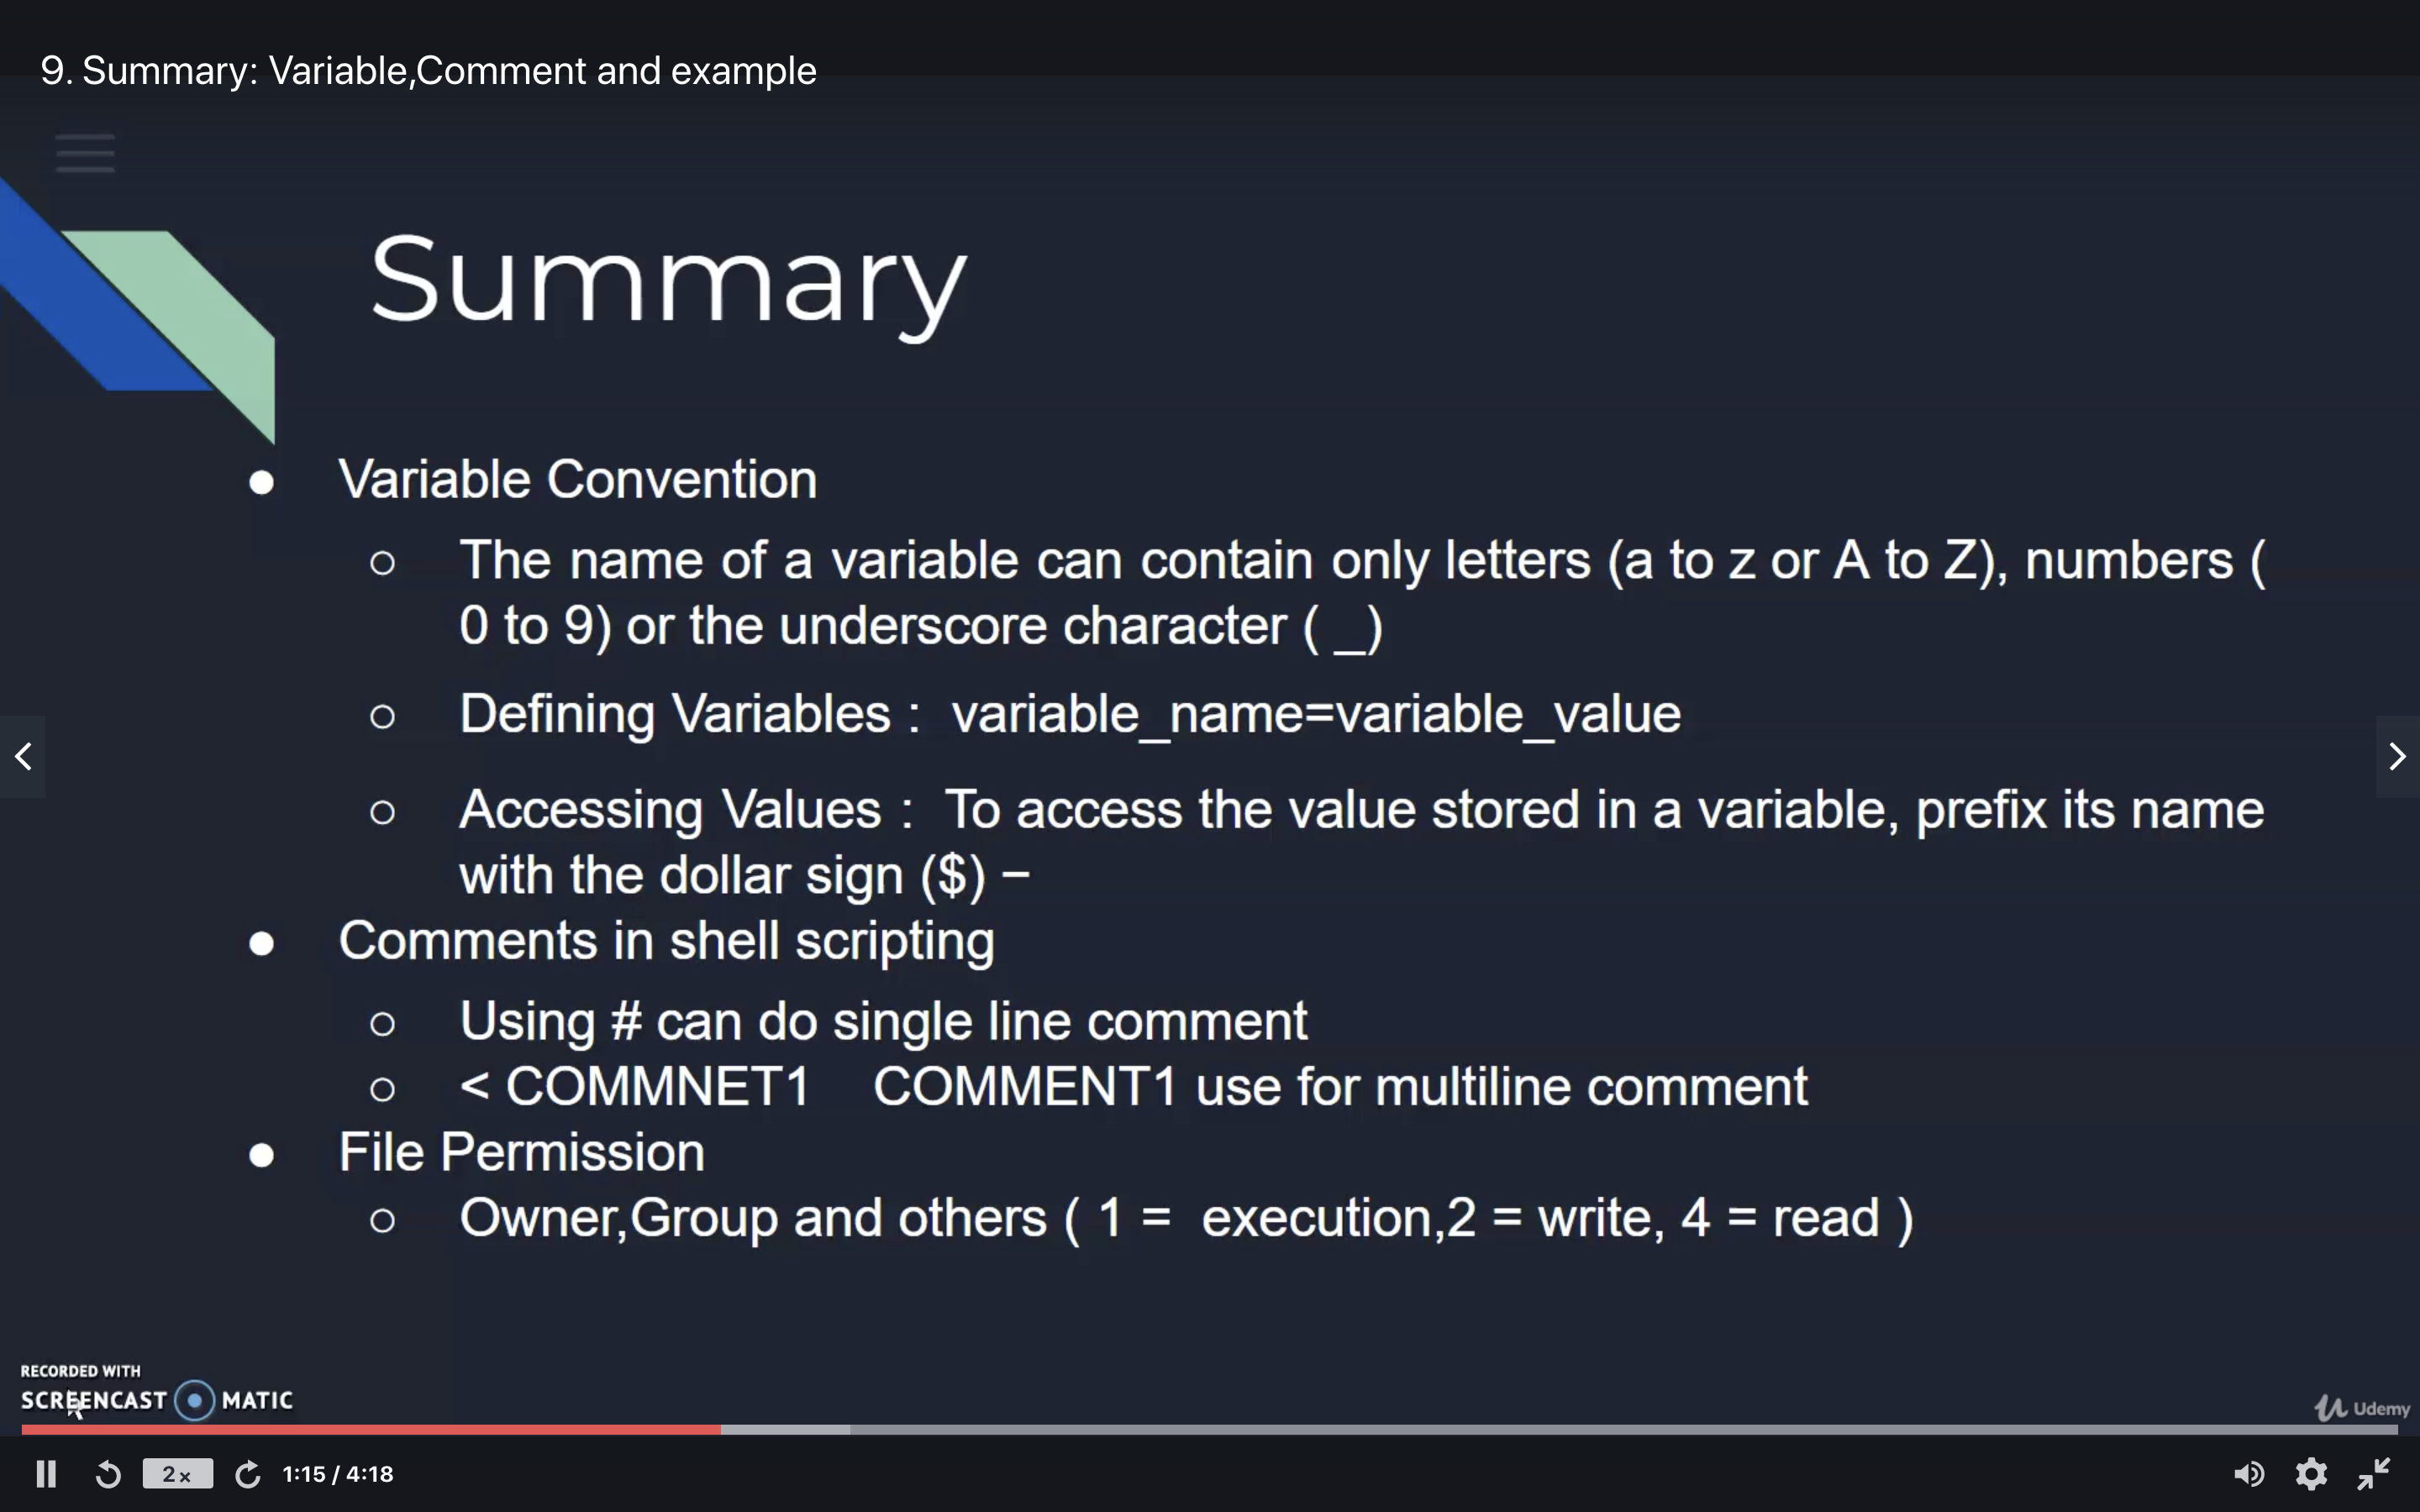 9. Summary: Variable,Comment and example
Summary
● Variable Convention
○ The name of a variable can contain only letters (a to z or A to Z), numbers (
0 to 9) or the underscore character ( _)
○ Defining Variables : variable_name=variable_value
○ Accessing Values : To access the value stored in a variable, prefix its name
with the dollar sign ($) −
● Comments in shell scripting
○ Using # can do single line comment
○ < COMMNET1 COMMENT1 use for multiline comment
● File Permission
○ Owner,Group and others ( 1 = execution,2 = write, 4 = read )
RECORDED WITH
SCREENCAST MATIC
Udemy
2x
1:15 / 4:18